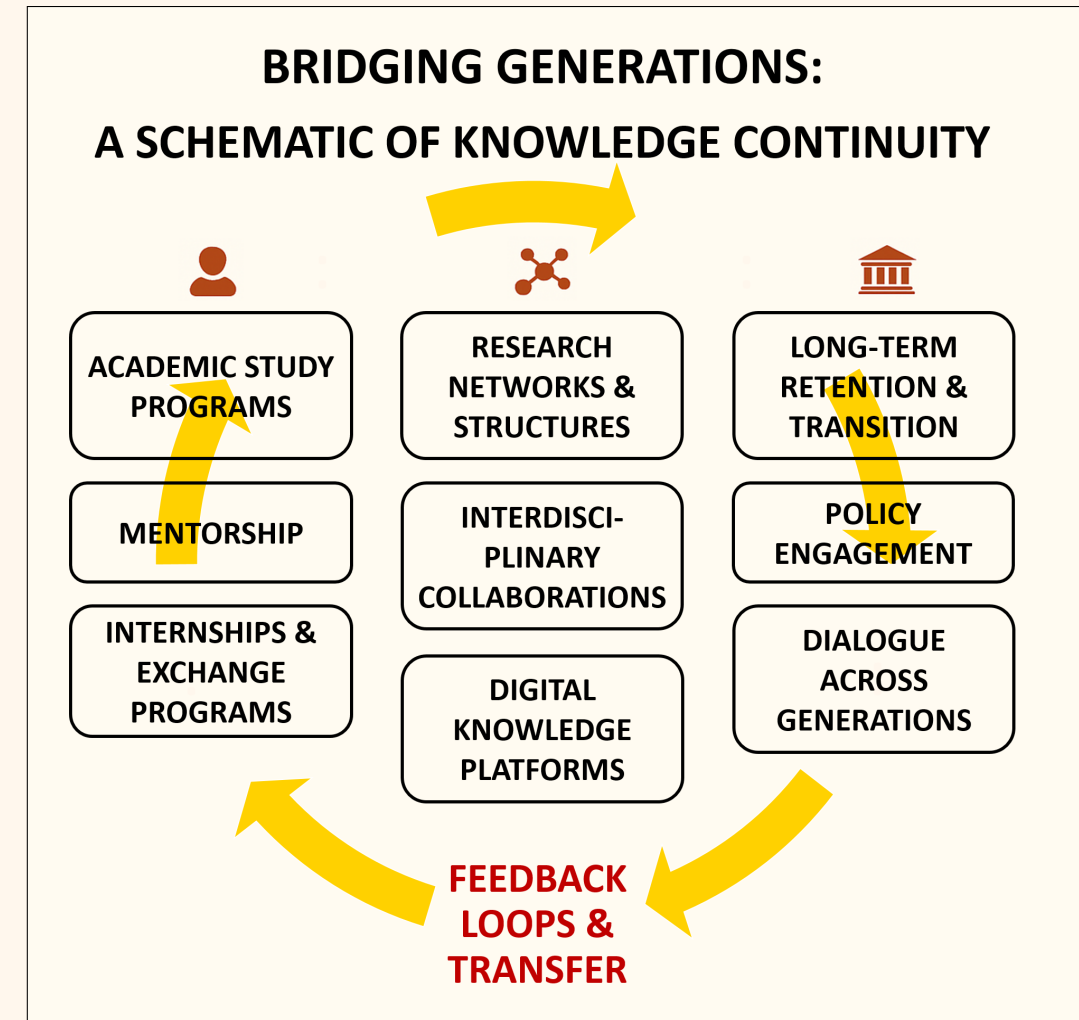 BRIDGING GENERATIONS:
A SCHEMATIC OF KNOWLEDGE CONTINUITY
ACADEMIC STUDY
PROGRAMS
MENTORSHIP
INTERNSHIPS &
EXCHANGE
PROGRAMS
RESEARCH
NETWORKS &
STRUCTURES
INTERDISCI-
PLINARY
COLLABORATIONS
DIGITAL
KNOWLEDGE
PLATFORMS
LONG-TERM
RETENTION &
TRANSITION
POLICY
ENGAGEMENT
DIALOGUE
ACROSS
GENERATIONS
FEEDBACK
LOOPS &
TRANSFER